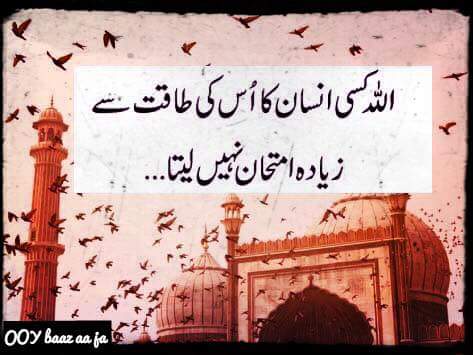 اللہ کسی انسان کا اُس کی طاقت سے
زیادہ امتحان نہیں لیتا...
OOY baaz aa ja